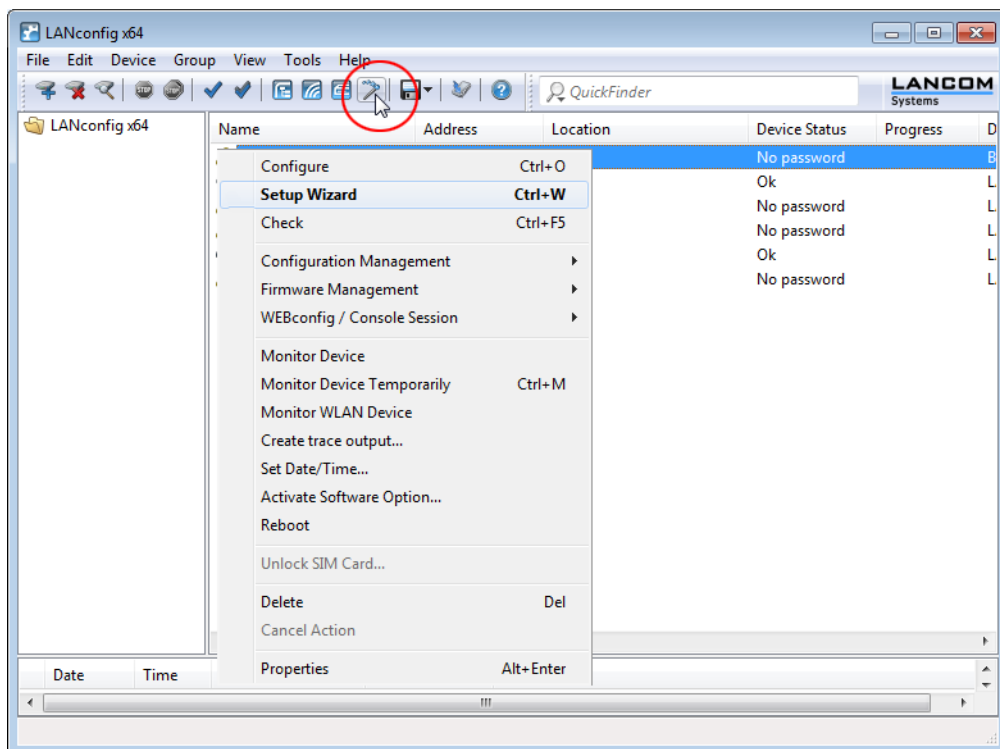 LANconfig x64
File Edit Device Group View Tools Help
STOP STOP QuickFinder LANCOM
Systems
LANconfig x64
Name Address Location Device Status Progress D
No password B
Ok L
No password L
No password L
Ok L
No password L
Configure Ctrl+O
Setup Wizard Ctrl+W
Check Ctrl+F5
Configuration Management
Firmware Management
WEBconfig / Console Session
Monitor Device
Monitor Device Temporarily Ctrl+M
Monitor WLAN Device
Create trace output...
Set Date/Time...
Activate Software Option...
Reboot
Unlock SIM Card...
Delete Del
Cancel Action
Properties Alt+Enter
Date Time